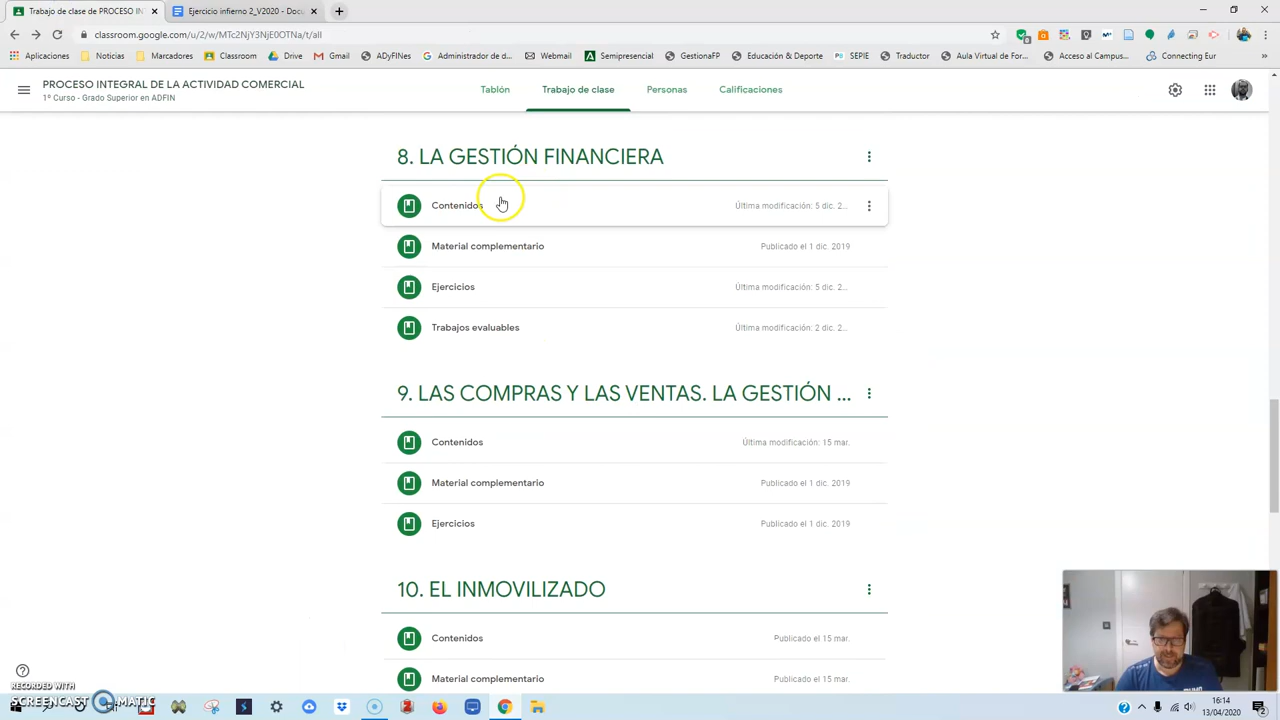 Trabajo de clase de PROCESO INT
Ejercicio infierno 2_V2020 - Docu
classroom.google.com/u/2/w/MTc2NjY3NjE0OTNa/t/all
Aplicaciones
Noticias
Marcadores
Classroom
Drive
Gmail
ADyFINes
Administrador de d...
Webmail
Semipresencial
GestionaFP
Educación & Deporte
SEPIE
Traductor
Aula Virtual de For...
Acceso al Campus...
Connecting Eur
PROCESO INTEGRAL DE LA ACTIVIDAD COMERCIAL
1º Curso - Grado Superior en ADFIN
Tablón
Trabajo de clase
Personas
Calificaciones
8. LA GESTIÓN FINANCIERA
Contenidos
Última modificación: 5 dic. 2...
Material complementario
Publicado el 1 dic. 2019
Ejercicios
Última modificación: 5 dic. 2...
Trabajos evaluables
Última modificación: 2 dic. 2...
9. LAS COMPRAS Y LAS VENTAS. LA GESTIÓN ...
Contenidos
Última modificación: 15 mar.
Material complementario
Publicado el 1 dic. 2019
Ejercicios
Publicado el 1 dic. 2019
10. EL INMOVILIZADO
Contenidos
Publicado el 15 mar.
Material complementario
Publicado el 15 mar.
RECORDED WITH
SCREENCAST MATIC
16:14
13/04/2020